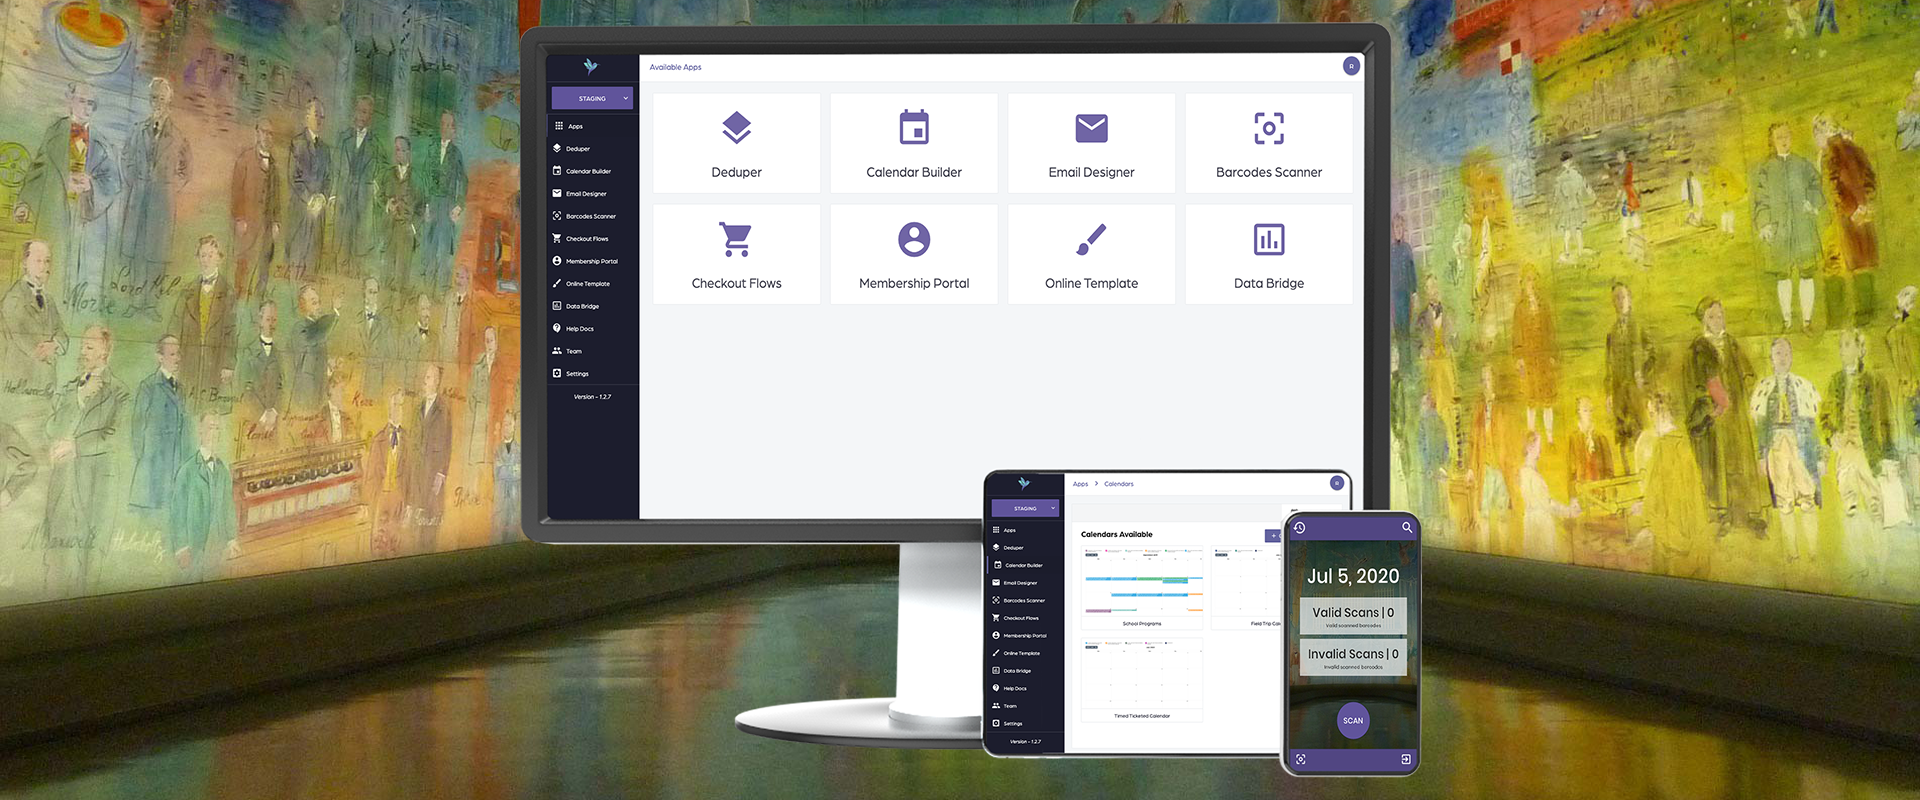 Available Apps
R
STAGING
Apps
Deduper
Calendar Builder
Email Designer
Barcodes Scanner
Checkout Flows
Membership Portal
Online Template
Data Bridge
Help Docs
Team
Settings
Version - 1.2.7
Deduper
Calendar Builder
Email Designer
Barcodes Scanner
Checkout Flows
Membership Portal
Online Template
Data Bridge
STAGING
Apps
Deduper
Calendar Builder
Email Designer
Barcodes Scanner
Checkout Flows
Membership Portal
Online Template
Data Bridge
Help Docs
Team
Settings
Version - 1.2.7
Apps > Calendars
R
Calendars Available
School Programs
Field Trip
Timed Ticketed Calendar
Jul 5, 2020
Valid Scans | 0
Valid scanned barcodes
Invalid Scans | 0
Invalid scanned barcodes
SCAN
Lord Kel
Morse